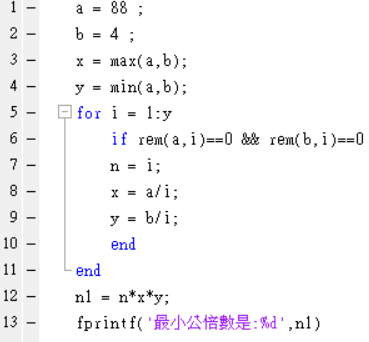 1 - a = 88 ;
2 - b = 4 ;
3 - x = max(a,b);
4 - y = min(a,b);
5 - for i = 1:y
6 - if rem(a,i)==0 && rem(b,i)==0
7 - n = i;
8 - x = a/i;
9 - y = b/i;
10 - end
11 - end
12 - n1 = n*x*y;
13 - fprintf('最小公倍數是:%d',n1)